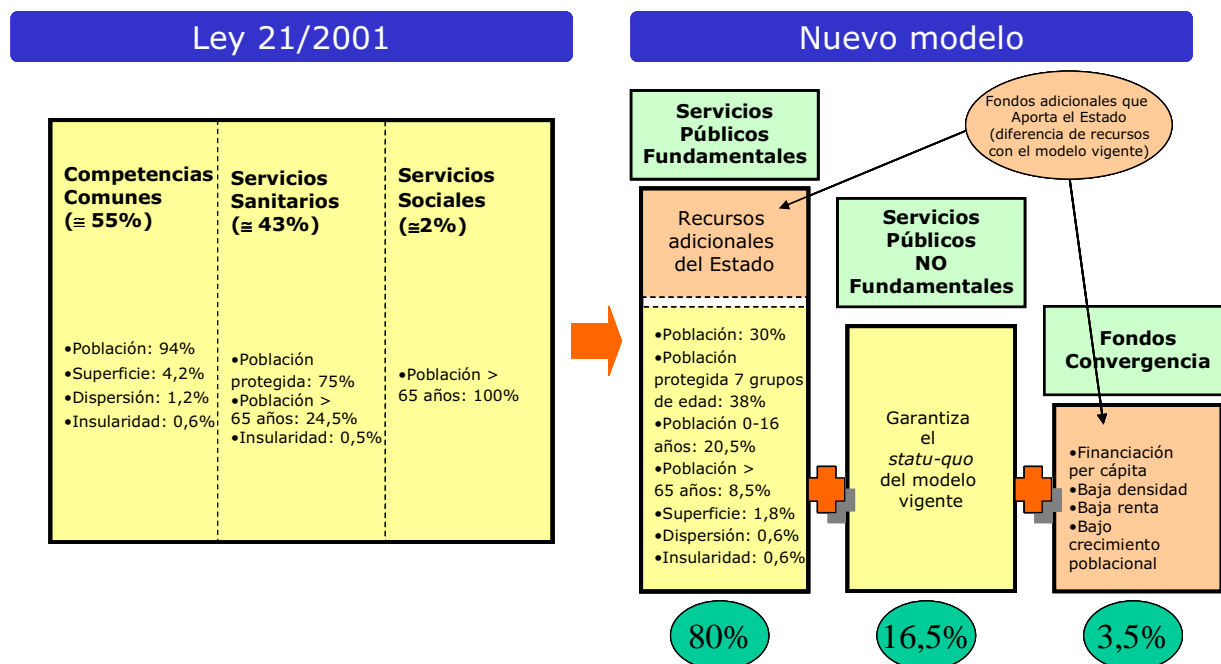 Ley 21/2001
Competencias
Comunes
(≅ 55%)
•Población: 94%
•Superficie: 4,2%
•Dispersión: 1,2%
•Insularidad: 0,6%
Servicios
Sanitarios
(≅ 43%)
•Población
protegida: 75%
•Población >
65 años: 24,5%
•Insularidad: 0,5%
Servicios
Sociales
(≅2%)
•Población >
65 años: 100%
Nuevo modelo
Servicios
Públicos
Fundamentales
Recursos
adicionales
del Estado
•Población: 30%
•Población
protegida 7 grupos
de edad: 38%
•Población 0-16
años: 20,5%
•Población >
65 años: 8,5%
•Superficie: 1,8%
•Dispersión: 0,6%
•Insularidad: 0,6%
80%
Servicios
Públicos
NO
Fundamentales
Garantiza
el
statu-quo
del modelo
vigente
16,5%
Fondos adicionales que
Aporta el Estado
(diferencia de recursos
con el modelo vigente)
Fondos
Convergencia
•Financiación
per cápita
•Baja densidad
•Baja renta
•Bajo
crecimiento
poblacional
3,5%